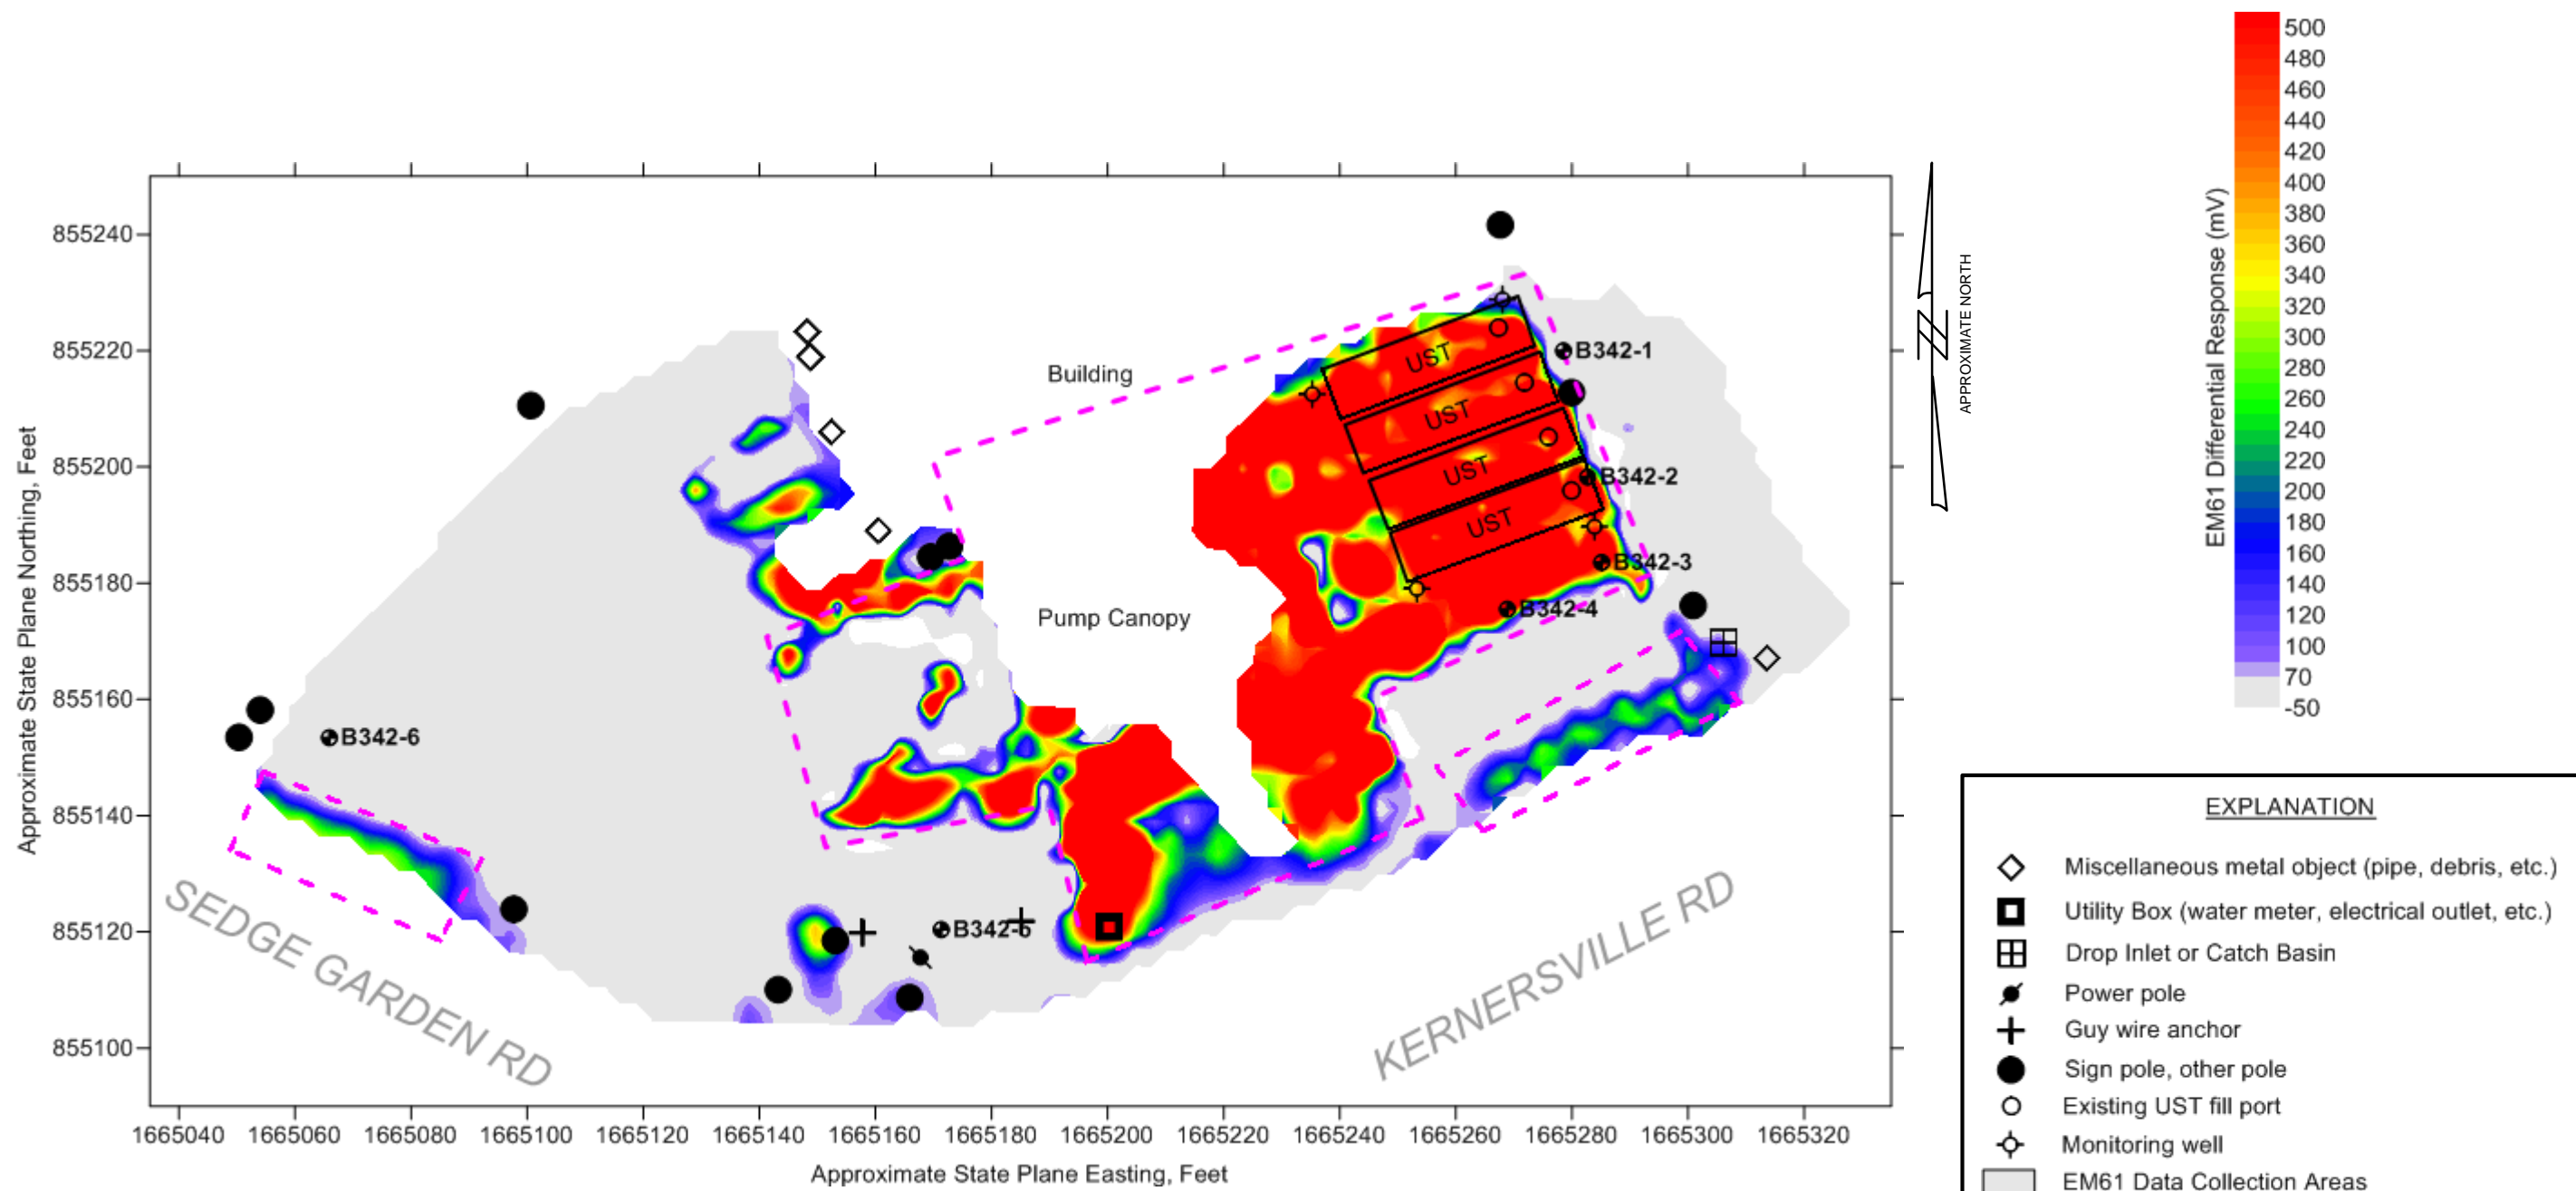 500
480
460
440
420
400
380
360
340
320
300
280
260
240
220
200
180
160
140
120
100
70
-50
EM61 Differential Response (mV)
APPROXIMATE NORTH
Approximate State Plane Northing, Feet
855240
855220
855200
855180
855160
855140
855120
855100
Building
Pump Canopy
UST
UST
UST
UST
B342-1
B342-2
B342-3
B342-4
B342-5
B342-6
SEDGE GARDEN RD
KERNERSVILLE RD
1665040 1665060 1665080 1665100 1665120 1665140 1665160 1665180 1665200 1665220 1665240 1665260 1665280 1665300 1665320
Approximate State Plane Easting, Feet
EXPLANATION
Miscellaneous metal object (pipe, debris, etc.)
Utility Box (water meter, electrical outlet, etc.)
Drop Inlet or Catch Basin
Power pole
Guy wire anchor
Sign pole, other pole
Existing UST fill port
Monitoring well
EM61 Data Collection Areas